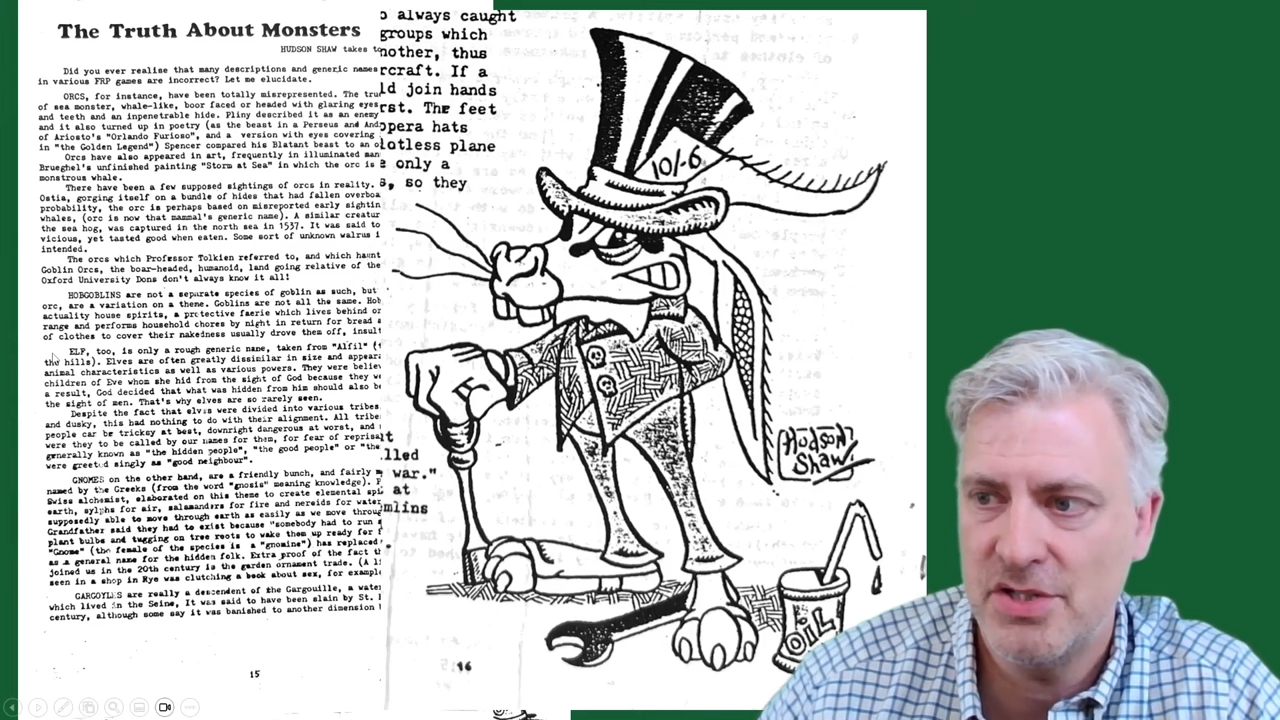 The Truth About Monsters
HUDSON SHAW takes to
Did you ever realise that many descriptions and generic names
in various FRP games are incorrect? Let me elucidate.
ORCS, for instance, have been totally misrepresented. The tru
of sea monster, whale-like, boor faced or headed with glaring eyes
and teeth and an inpenetrable hide. Pliny described it as an enemy
and it also turned up in poetry (as the beast in a Perseus and And
of Ariosto's "Orlando Furioso", and a version with eyes covering
in "the Golden Legend") Spencer compared his Blatant beast to an o
Orcs have also appeared in art, frequently in illuminated man
Brueghel's unfinished painting "Storm at Sea" in which the orc is
monstrous whale.
There have been a few supposed sightings of orcs in reality.
Ostia, gorging itself on a bundle of hides that had fallen overboa
probability, the orc is perhaps based on misreported early sightin
whales, (orc is now that mammal's generic name). A similar creatur
the sea hog, was captured in the north sea in 1537. It was said to
vicious, yet tasted good when eaten. Some sort of unknown walrus i
intended.
The orcs which Professor Tolkien referred to, and which haunt
Goblin Orcs, the boar-headed, humanoid, land going relative of the
Oxford University Dons don't always know it all!
HOBGOBLINS are not a separate species of goblin as such, but
orc, are a variation on a theme. Goblins are not all the same. Hob
actuality house spirits, a protective faerie which lives behind or
range and performs household chores by night in return for bread a
of clothes to cover their nakedness usually drove them off, insult
ELF, too, is only a rough generic name, taken from "Alfil" (t
the hills). Elves are often greatly dissimilar in size and appear
animal characteristics as well as various powers. They were believ
children of Eve whom she hid from the sight of God because they we
a result, God decided that what was hidden from him should also be
the sight of men. That's why elves are so rarely seen.
Despite the fact that elves were divided into various tribes
and dusky, this had nothing to do with their alignment. All tribe
people can be tricksy at best, downright dangerous at worst, and
were they to be called by our names for them, for fear of reprisa
generally known as "the hidden people", "the good people" or "the
were greeted singly as "good neighbour".
GNOMES on the other hand, are a friendly bunch, and fairly
named by the Greeks (from the word "gnosis" meaning knowledge). P
Swiss alchemist, elaborated on this theme to create elemental spi
earth, sylphs for air, salamanders for fire and nereids for water
supposedly able to move through earth as easily as we move throug
Grandfather said they had to exist because "somebody had to run a
plant bulbs and tugging on tree roots to wake them up ready for
"Gnome" (the female of the species is a "gnomine") has replaced
as a general name for the hidden folk. Extra proof of the fact th
joined us in the 20th century is the garden ornament trade. (A li
seen in a shop in Rye was clutching a book about sex, for example
GARGOYLES are really a descendent of the Gargouille, a wate
which lived in the Seine, It was said to have been slain by St.
century, although some say it was banished to another dimension
15
o always caught
groups which
nother, thus
rcraft. If a
ld join hands
rst. The feet
opera hats
lotless plane
only a
s, so they
10/-6
Hudson
Shaw.
lled
war."
at
mlins
OIL
16